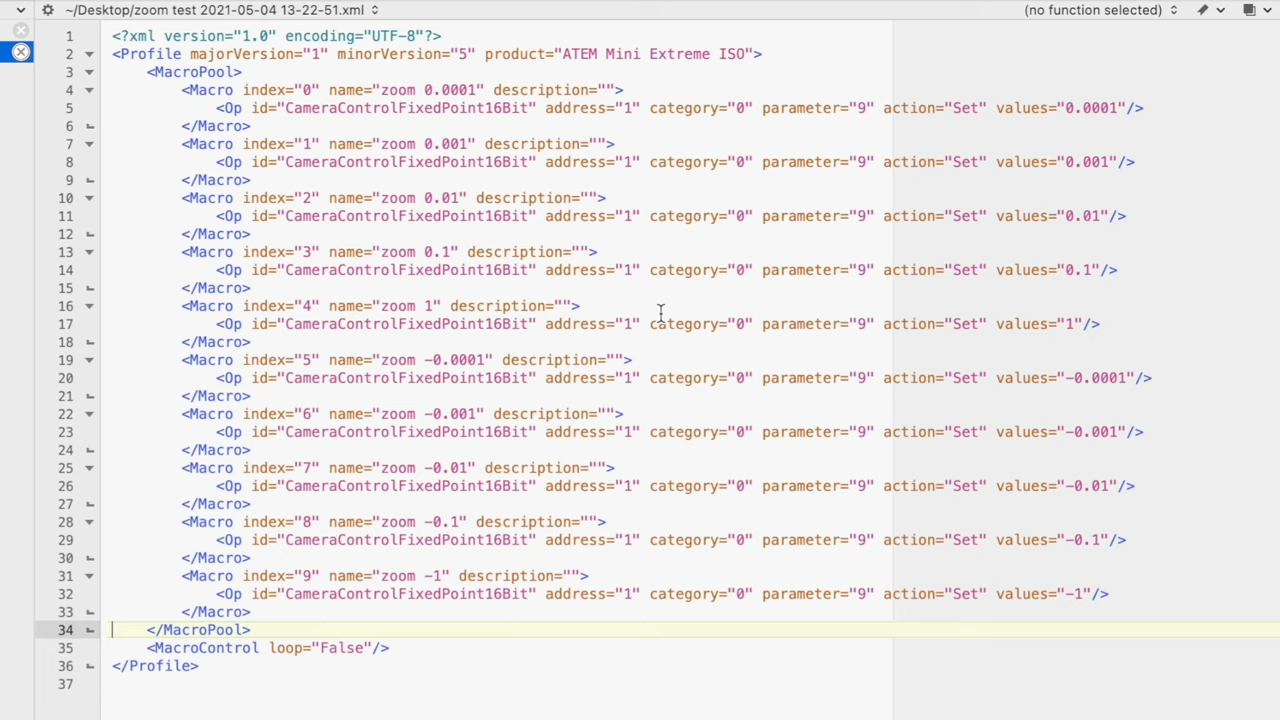 ~/Desktop/zoom test 2021-05-04 13-22-51.xml (no function selected)
1 <?xml version="1.0" encoding="UTF-8"?>
2 <Profile majorVersion="1" minorVersion="5" product="ATEM Mini Extreme ISO">
3 <MacroPool>
4 <Macro index="0" name="zoom 0.0001" description="">
5 <Op id="CameraControlFixedPoint16Bit" address="1" category="0" parameter="9" action="Set" values="0.0001"/>
6 </Macro>
7 <Macro index="1" name="zoom 0.001" description="">
8 <Op id="CameraControlFixedPoint16Bit" address="1" category="0" parameter="9" action="Set" values="0.001"/>
9 </Macro>
10 <Macro index="2" name="zoom 0.01" description="">
11 <Op id="CameraControlFixedPoint16Bit" address="1" category="0" parameter="9" action="Set" values="0.01"/>
12 </Macro>
13 <Macro index="3" name="zoom 0.1" description="">
14 <Op id="CameraControlFixedPoint16Bit" address="1" category="0" parameter="9" action="Set" values="0.1"/>
15 </Macro>
16 <Macro index="4" name="zoom 1" description="">
17 <Op id="CameraControlFixedPoint16Bit" address="1" category="0" parameter="9" action="Set" values="1"/>
18 </Macro>
19 <Macro index="5" name="zoom -0.0001" description="">
20 <Op id="CameraControlFixedPoint16Bit" address="1" category="0" parameter="9" action="Set" values="-0.0001"/>
21 </Macro>
22 <Macro index="6" name="zoom -0.001" description="">
23 <Op id="CameraControlFixedPoint16Bit" address="1" category="0" parameter="9" action="Set" values="-0.001"/>
24 </Macro>
25 <Macro index="7" name="zoom -0.01" description="">
26 <Op id="CameraControlFixedPoint16Bit" address="1" category="0" parameter="9" action="Set" values="-0.01"/>
27 </Macro>
28 <Macro index="8" name="zoom -0.1" description="">
29 <Op id="CameraControlFixedPoint16Bit" address="1" category="0" parameter="9" action="Set" values="-0.1"/>
30 </Macro>
31 <Macro index="9" name="zoom -1" description="">
32 <Op id="CameraControlFixedPoint16Bit" address="1" category="0" parameter="9" action="Set" values="-1"/>
33 </Macro>
34 </MacroPool>
35 <MacroControl loop="False"/>
36 </Profile>
37